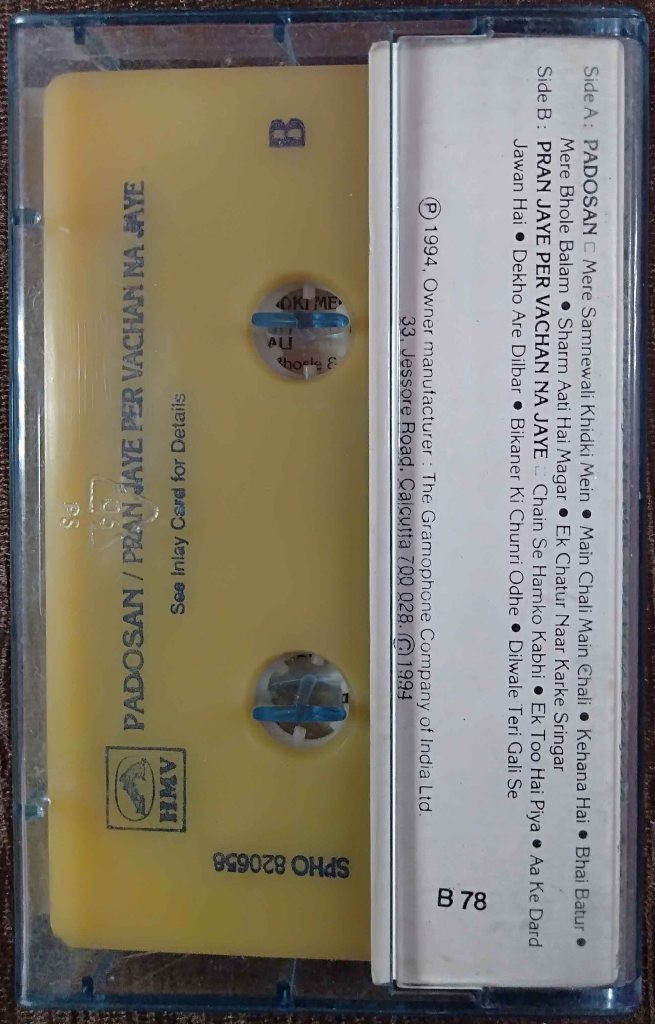 Side A : PADOSAN Mere Samnewali Khidki Mein ● Main Chali Main Chali ● Kehana Hai ● Bhai Batur ●
Mere Bhole Balam ● Sharm Aati Hai Magar ● Ek Chatur Naar Karke Sringar
Side B : PRAN JAYE PER VACHAN NA JAYE Chain Se Hamko Kabhi ● Ek Too Hai Piya ● Aa Ke Dard
Jawan Hai ● Dekho Are Dilbar ● Bikaner Ki Chunri Odhe ● Dilwale Teri Gali Se
B 78
℗ 1994, Owner manufacturer : The Gramophone Company of India Ltd.
33, Jessore Road, Calcutta 700 028. © 1994
B
See Inlay Card for Details
PADOSAN / PRAN JAYE PER VACHAN NA JAYE
HMV
SPHO 820658